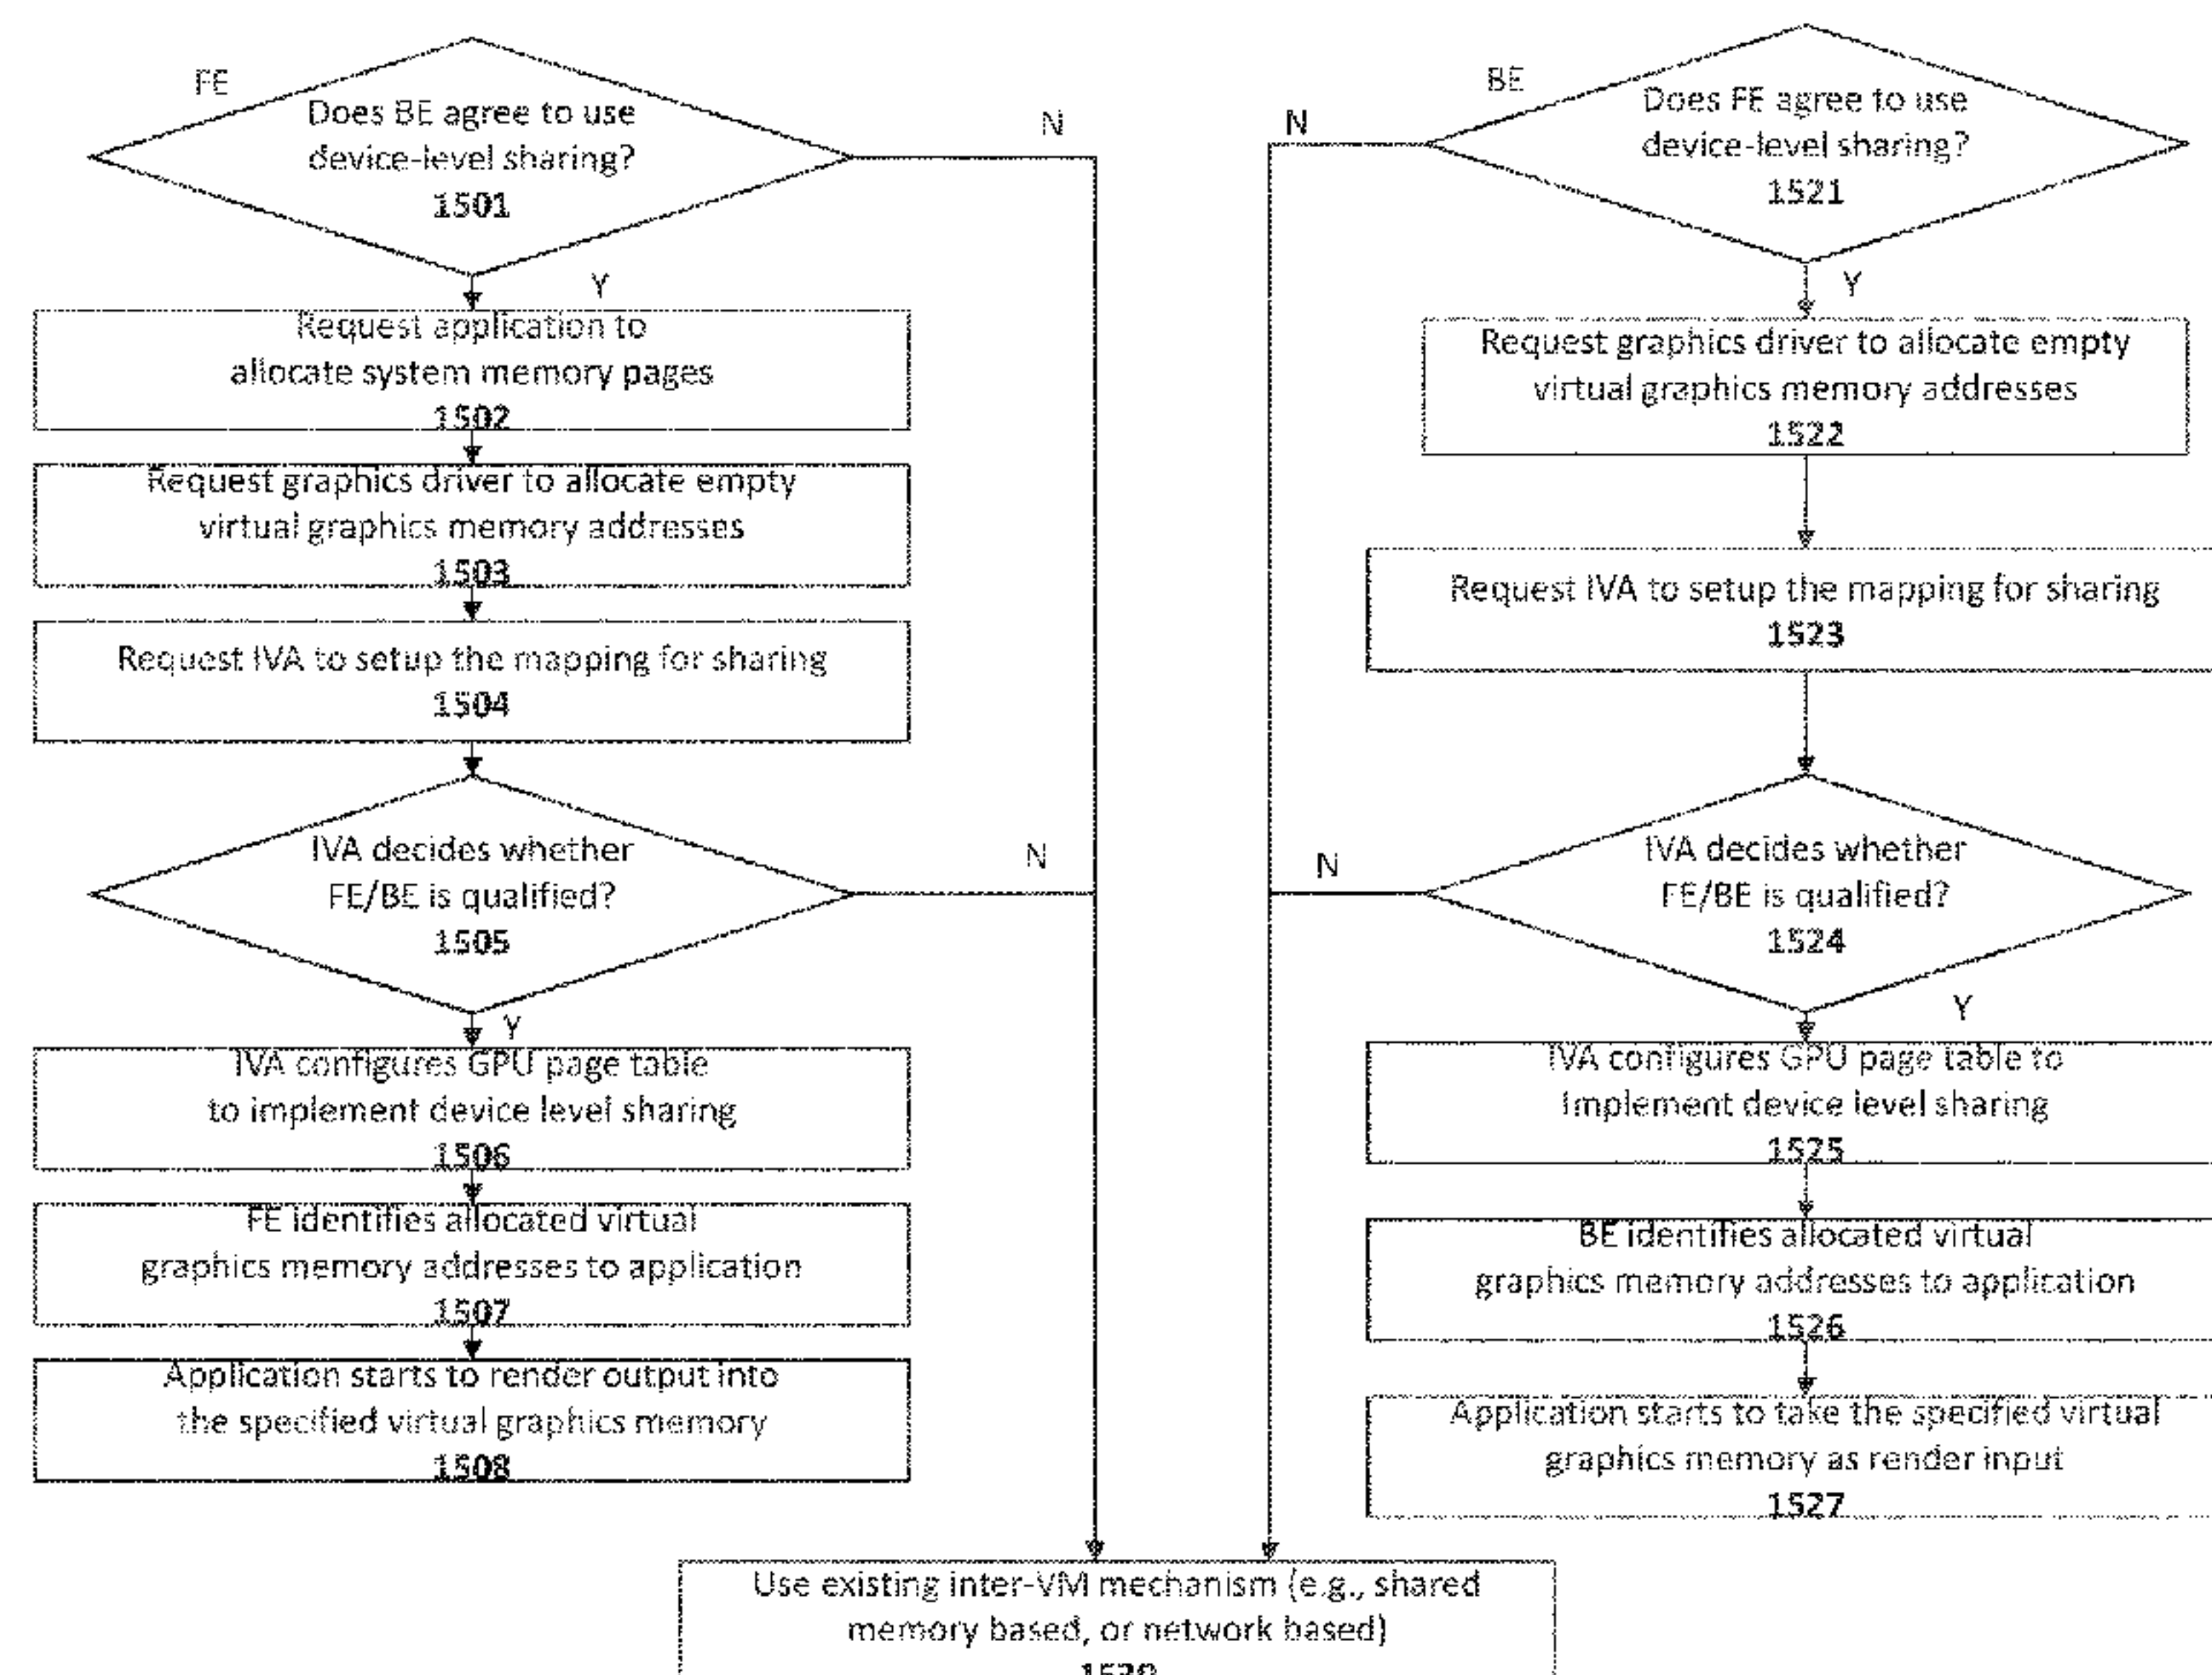 FE
Does BE agree to use
device-level sharing?
1501
N
Y
Request application to
allocate system memory pages
1502
Request graphics driver to allocate empty
virtual graphics memory addresses
1503
Request IVA to setup the mapping for sharing
1504
IVA decides whether
FE/BE is qualified?
1505
N
Y
IVA configures GPU page table
to implement device level sharing
1506
FE identifies allocated virtual
graphics memory addresses to application
1507
Application starts to render output into
the specified virtual graphics memory
1508
BE
Does FE agree to use
device-level sharing?
1521
N
Y
Request graphics driver to allocate empty
virtual graphics memory addresses
1522
Request IVA to setup the mapping for sharing
1523
IVA decides whether
FE/BE is qualified?
1524
N
Y
IVA configures GPU page table to
Implement device level sharing
1525
BE identifies allocated virtual
graphics memory addresses to application
1526
Application starts to take the specified virtual
graphics memory as render input
1527
Use existing inter-VM mechanism (e.g., shared
memory based, or network based)